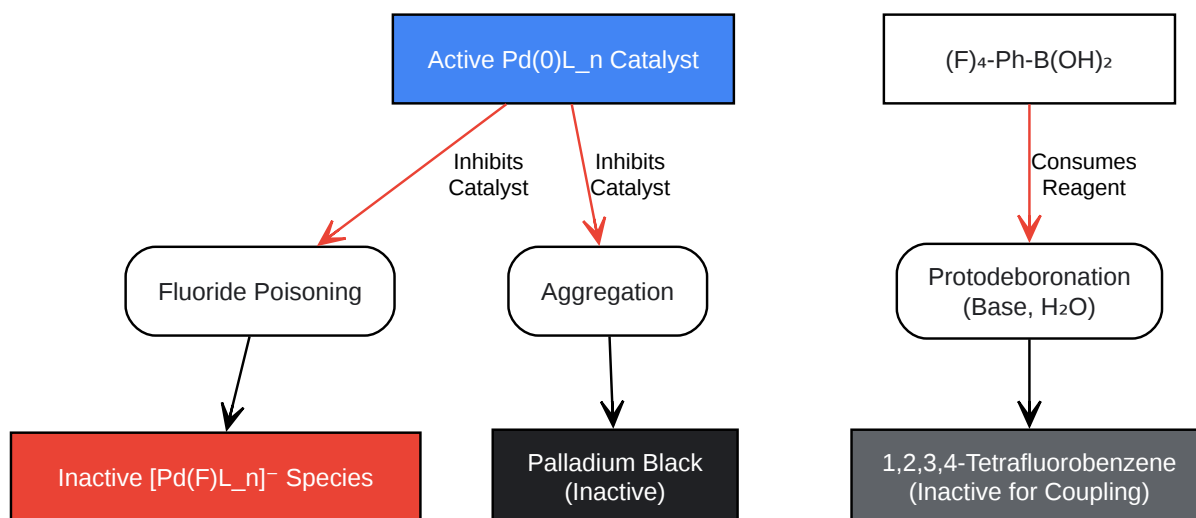 Active Pd(0)L_n Catalyst
(F)₄-Ph-B(OH)₂
Inhibits
Catalyst
Inhibits
Catalyst
Consumes
Reagent
Fluoride Poisoning
Aggregation
Protodeboronation
(Base, H₂O)
Inactive [Pd(F)L_n]⁻ Species
Palladium Black
(Inactive)
1,2,3,4-Tetrafluorobenzene
(Inactive for Coupling)